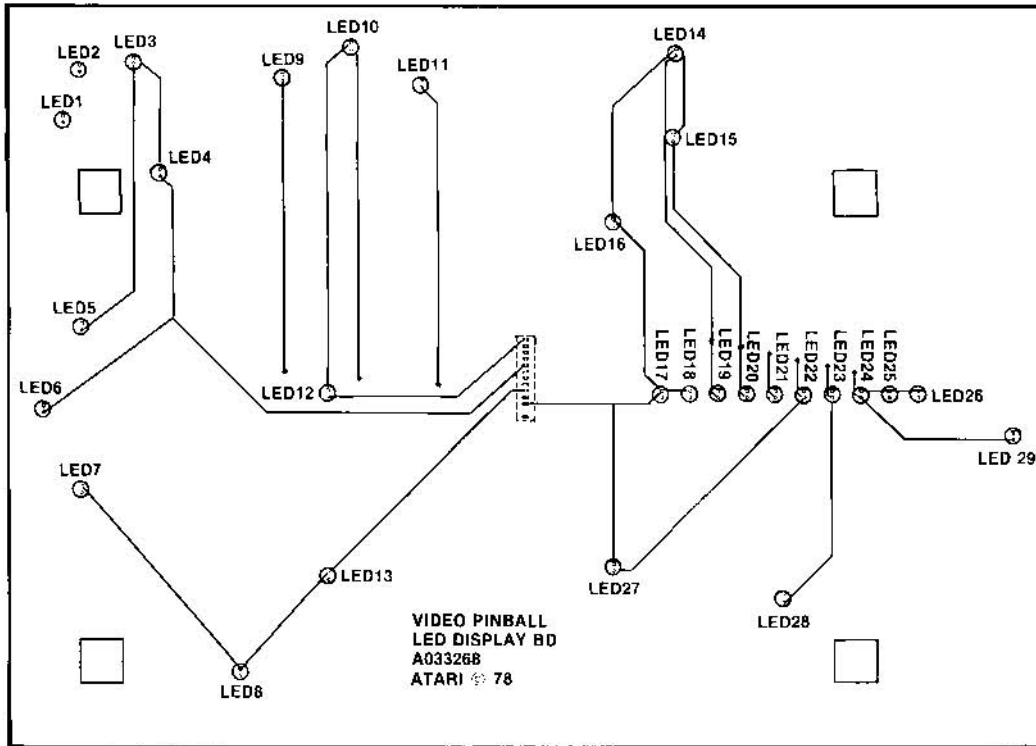 LED1
LED2
LED3
LED4
LED5
LED6
LED7
LED8
LED9
LED10
LED11
LED12
LED13
LED14
LED15
LED16
LED17
LED18
LED19
LED20
LED21
LED22
LED23
LED24
LED25
LED26
LED27
LED28
LED 29
VIDEO PINBALL
LED DISPLAY BD
A033268
ATARI © 78